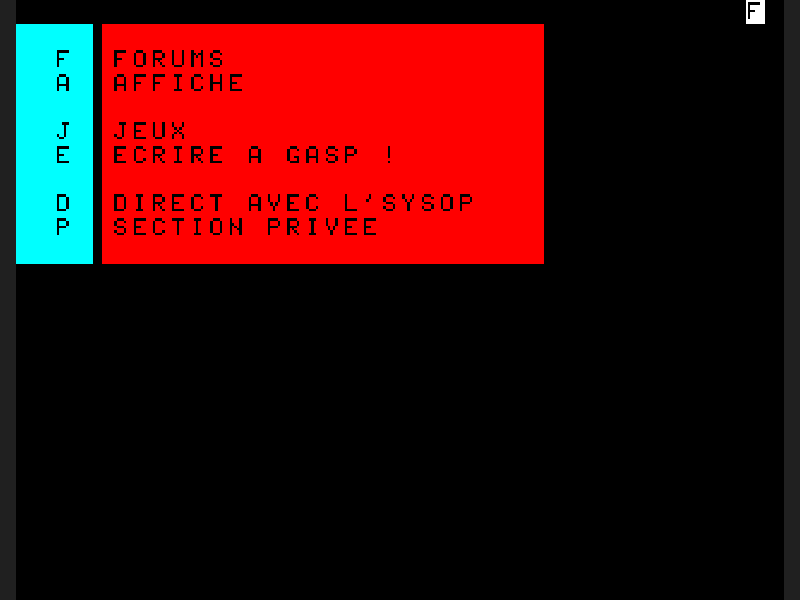 F
F FORUMS
A AFFICHE
J JEUX
E ECRIRE A GASP !
D DIRECT AVEC L'SYSOP
P SECTION PRIVEE